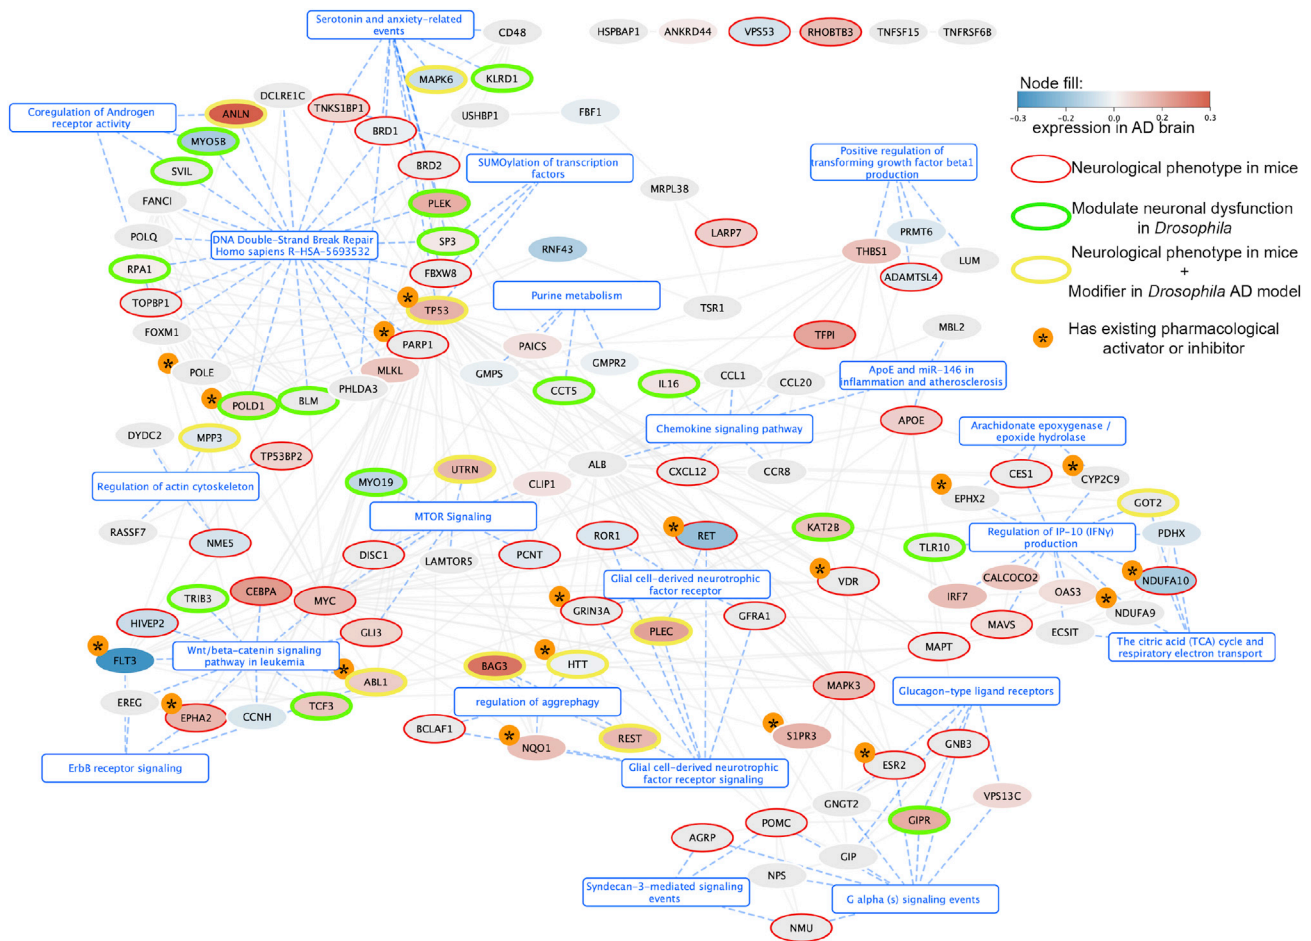 Serotonin and anxiety-related
events
CD48
HSPBAP1
ANKRD44
VPS53
RHOBTB3
TNFSF15
TNFRSF6B
MAPK6
KLRD1
Node fill:
-0.3
-0.2
0.0
0.2
0.3
expression in AD brain
DCLRE1C
Coregulation of Androgen
receptor activity
ANLN
TNKS1BP1
USHBP1
FBF1
MYO5B
BRD1
Positive regulation of
transforming growth factor beta1
production
Neurological phenotype in mice
SVIL
BRD2
SUMOylation of transcription
factors
MRPL38
FANCI
PLEK
Modulate neuronal dysfunction
in Drosophila
POLQ
DNA Double-Strand Break Repair
Homo sapiens R-HSA-5693532
SP3
RNF43
LARP7
PRMT6
THBS1
LUM
RPA1
FBXW8
ADAMTSL4
Neurological phenotype in mice
+
Modifier in Drosophila AD model
TOPBP1
Purine metabolism
TSR1
TP53
FOXM1
PARP1
PAICS
TFPI
MBL2
* Has existing pharmacological
activator or inhibitor
POLE
MLKL
GMPS
GMPR2
CCL1
ApoE and miR-146 in
inflammation and atherosclerosis
PHLDA3
CCT5
IL16
CCL20
POLD1
BLM
APOE
DYDC2
MPP3
Chemokine signaling pathway
Arachidonate epoxygenase /
epoxide hydrolase
TP53BP2
UTRN
ALB
CXCL12
CCR8
CES1
CYP2C9
Regulation of actin cytoskeleton
MYO19
CLIP1
EPHX2
GOT2
MTOR Signaling
RASSF7
NME5
DISC1
LAMTOR5
PCNT
ROR1
RET
KAT2B
TLR10
Regulation of IP-10 (IFNγ)
production
PDHX
Glial cell-derived neurotrophic
factor receptor
VDR
CALCOCO2
NDUFA10
TRIB3
CEBPA
MYC
IRF7
OAS3
HIVEP2
GLI3
GRIN3A
GFRA1
MAVS
NDUFA9
PLEC
ECSIT
Wnt/beta-catenin signaling
pathway in leukemia
MAPT
The citric acid (TCA) cycle and
respiratory electron transport
FLT3
ABL1
BAG3
HTT
EREG
MAPK3
Glucagon-type ligand receptors
EPHA2
CCNH
TCF3
regulation of aggrephagy
BCLAF1
NQO1
REST
S1PR3
GNB3
ErbB receptor signaling
Glial cell-derived neurotrophic
factor receptor signaling
ESR2
VPS13C
GNGT2
POMC
GIPR
AGRP
GIP
NPS
Syndecan-3-mediated signaling
events
G alpha (s) signaling events
NMU